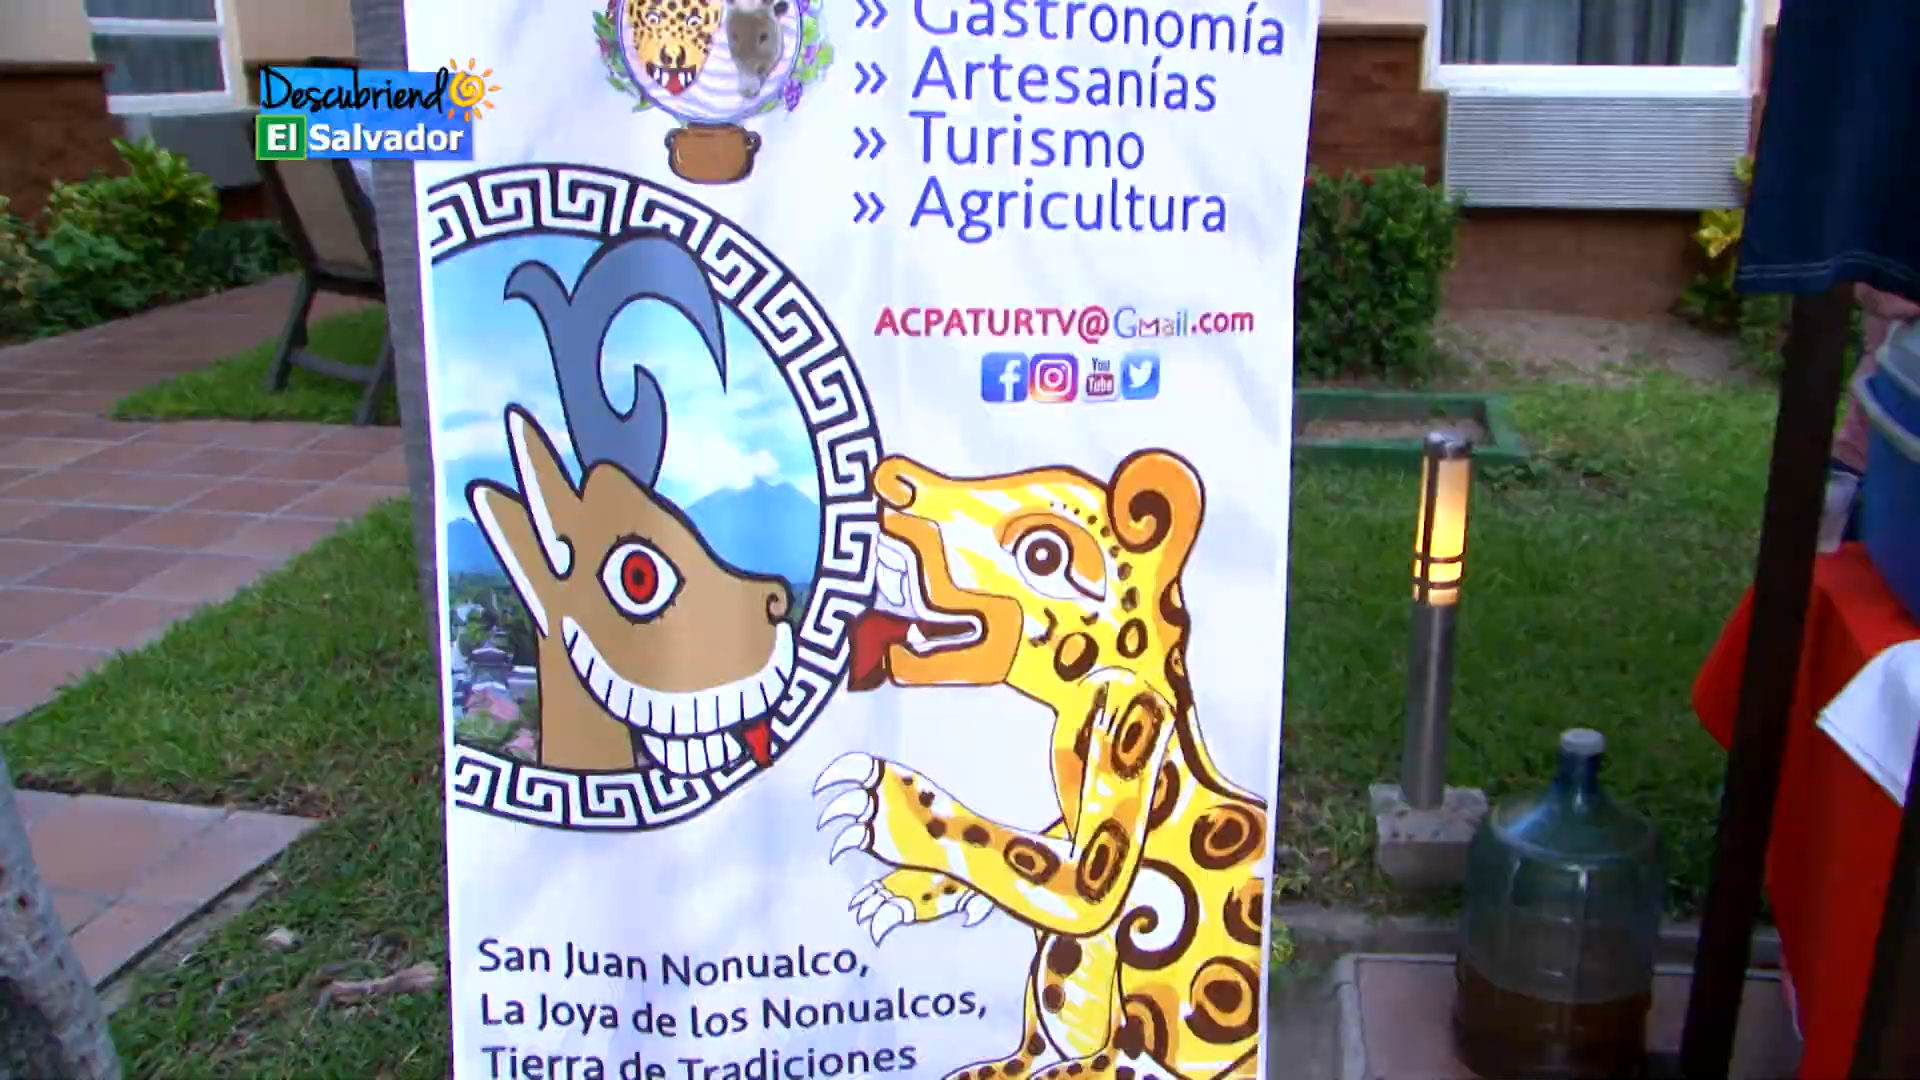 Descubriendo
El Salvador
» Gastronomía
» Artesanías
» Turismo
» Agricultura
ACPATURTV@Gmail.com
You
Tube
San Juan Nonualco,
La Joya de los Nonualcos,
Tierra de Tradiciones